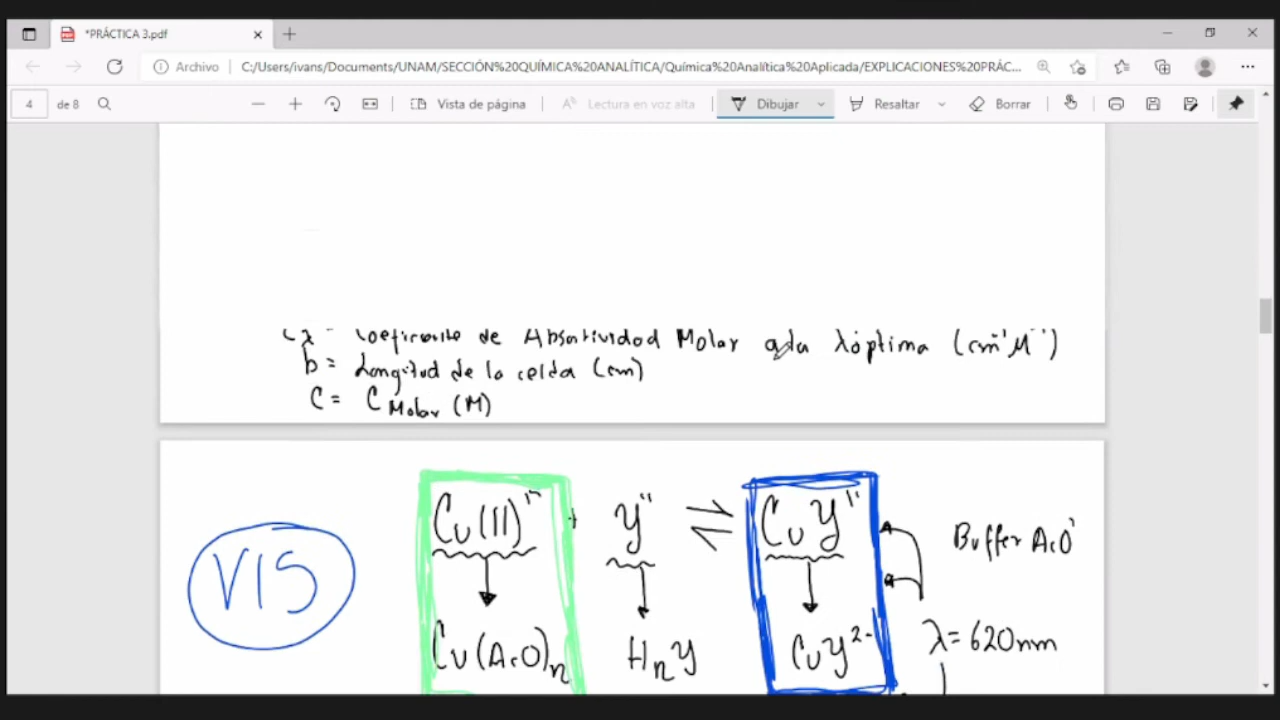 *PRÁCTICA 3.pdf
Archivo
C:/Users/ivans/Documents/UNAM/SECCIÓN%20QUÍMICA%20ANALÍTICA/Química%20Analítica%20Aplicada/EXPLICACIONES%20PRÁC...
4 de 8
Vista de página
Lectura en voz alta
Dibujar
Resaltar
Borrar
ελ = Coeficiente de Absortividad Molar a la λóptima (cm⁻¹M⁻¹)
b = Longitud de la celda (cm)
C = C Molar (M)
VIS
Cu(II)'' + Y'' ⇌ CuY''
Buffer AcO'
Cu(AcO)n HnY CuY²⁻
λ = 620nm